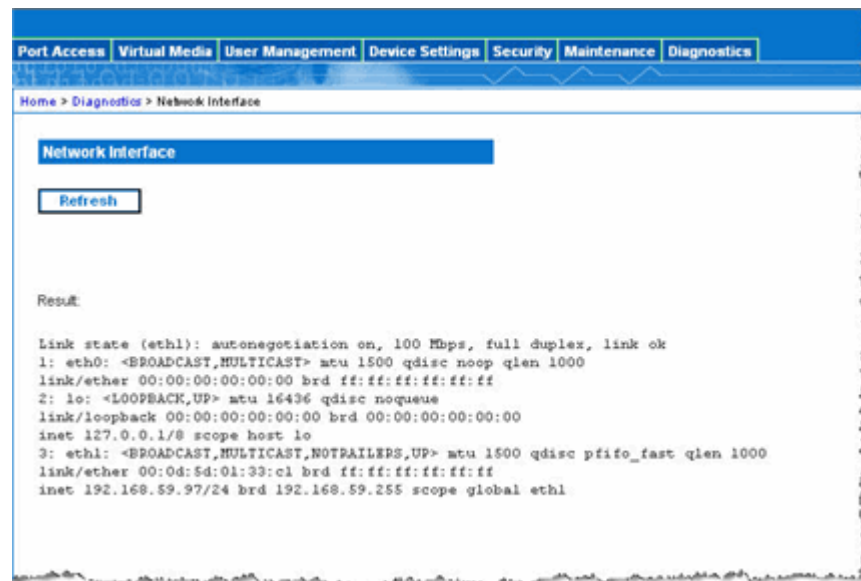 Port Access Virtual Media User Management Device Settings Security Maintenance Diagnostics
Home > Diagnostics > Network Interface
Network Interface
Refresh
Result:
Link state (eth1): autonegotiation on, 100 Mbps, full duplex, link ok
1: eth0: <BROADCAST,MULTICAST> mtu 1500 qdisc noop qlen 1000
link/ether 00:00:00:00:00:00 brd ff:ff:ff:ff:ff:ff
2: lo: <LOOPBACK,UP> mtu 16436 qdisc noqueue
link/loopback 00:00:00:00:00:00 brd 00:00:00:00:00:00
inet 127.0.0.1/8 scope host lo
3: eth1: <BROADCAST,MULTICAST,NOTRAILERS,UP> mtu 1500 qdisc pfifo_fast qlen 1000
link/ether 00:0d:5d:01:33:c1 brd ff:ff:ff:ff:ff:ff
inet 192.168.59.97/24 brd 192.168.59.255 scope global eth1